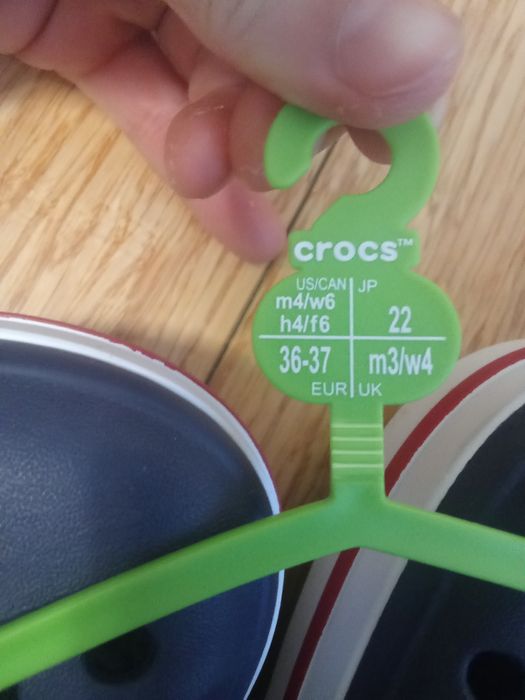 crocs™
US/CAN JP
m4/w6
h4/f6 22
36-37 m3/w4
EUR UK